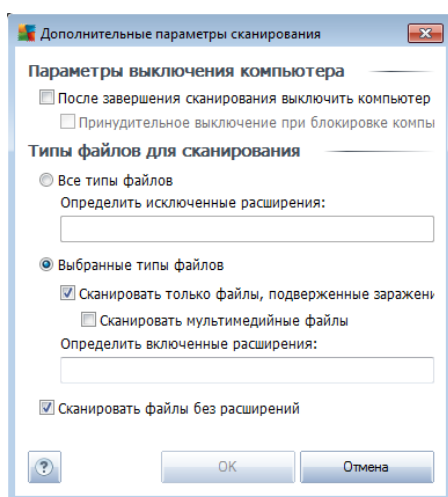 Дополнительные параметры сканирования
Параметры выключения компьютера
После завершения сканирования выключить компьютер
Принудительное выключение при блокировке компы
Типы файлов для сканирования
Все типы файлов
Определить исключенные расширения:
Выбранные типы файлов
Сканировать только файлы, подверженные заражени
Сканировать мультимедийные файлы
Определить включенные расширения:
Сканировать файлы без расширений
?
OK
Отмена